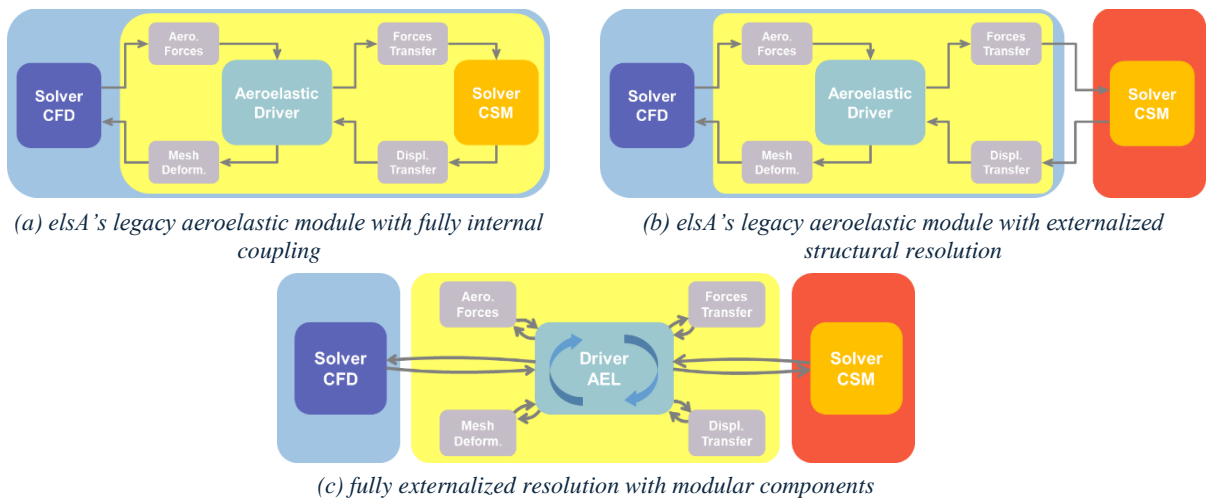 Aero.
Forces
Forces
Transfer
Solver
CFD
Aeroelastic
Driver
Solver
CSM
Mesh
Deform.
Displ.
Transfer
(a) elsA's legacy aeroelastic module with fully internal
coupling
Aero.
Forces
Forces
Transfer
Solver
CFD
Aeroelastic
Driver
Solver
CSM
Mesh
Deform.
Displ.
Transfer
(b) elsA's legacy aeroelastic module with externalized
structural resolution
Aero.
Forces
Forces
Transfer
Solver
CFD
Driver
AEL
Solver
CSM
Mesh
Deform.
Displ.
Transfer
(c) fully externalized resolution with modular components